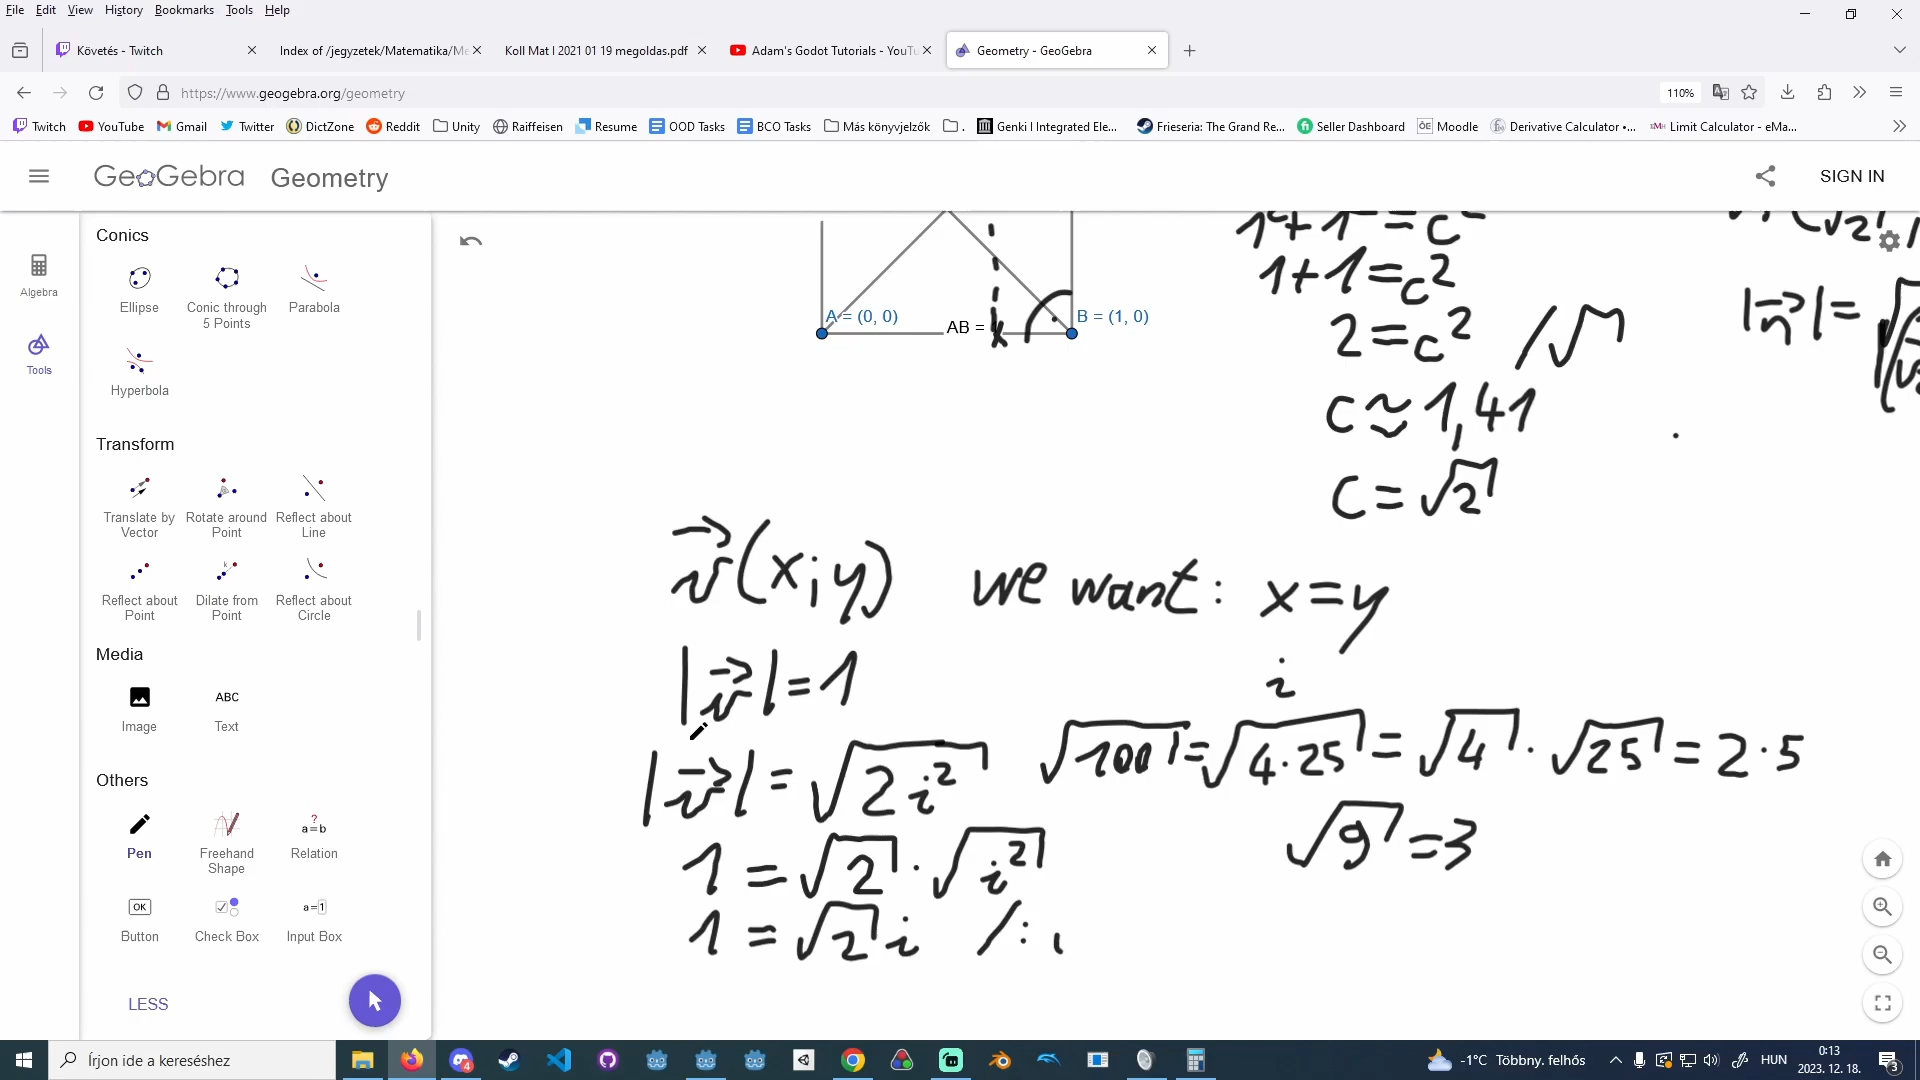 File Edit View History Bookmarks Tools Help
Követés - Twitch
Index of /jegyzetek/Matematika/Me
Koll Mat I 2021 01 19 megoldas.pdf
Adam's Godot Tutorials - YouTu
Geometry - GeoGebra
https://www.geogebra.org/geometry
110%
Twitch YouTube Gmail Twitter DictZone Reddit Unity Raiffeisen Resume OOD Tasks BCO Tasks Más könyvjelzők . Genki I Integrated Ele... Frieseria: The Grand Re... Seller Dashboard Moodle Derivative Calculator •... Limit Calculator - eMa...
GeoGebra Geometry
SIGN IN
Algebra
Tools
Conics
Ellipse
Conic through 5 Points
Parabola
Hyperbola
Transform
Translate by Vector
Rotate around Point
Reflect about Line
Reflect about Point
Dilate from Point
Reflect about Circle
Media
Image
ABC
Text
Others
Pen
Freehand Shape
a=b
Relation
OK
Button
Check Box
a=1
Input Box
LESS
A = (0, 0)
AB =
B = (1, 0)
1+1=c²
2=c² /√
c≈1,41
c=√2
|n⃗|=
v⃗(x;y) we want: x=y
|v⃗|=1
i
|v⃗|=√2i²
√100=√4·25=√4·√25=2·5
√9=3
1=√2·√i²
1=√2i /:
Írjon ide a kereséshez
4
-1°C Többny. felhős
HUN
0:13
2023. 12. 18.
3